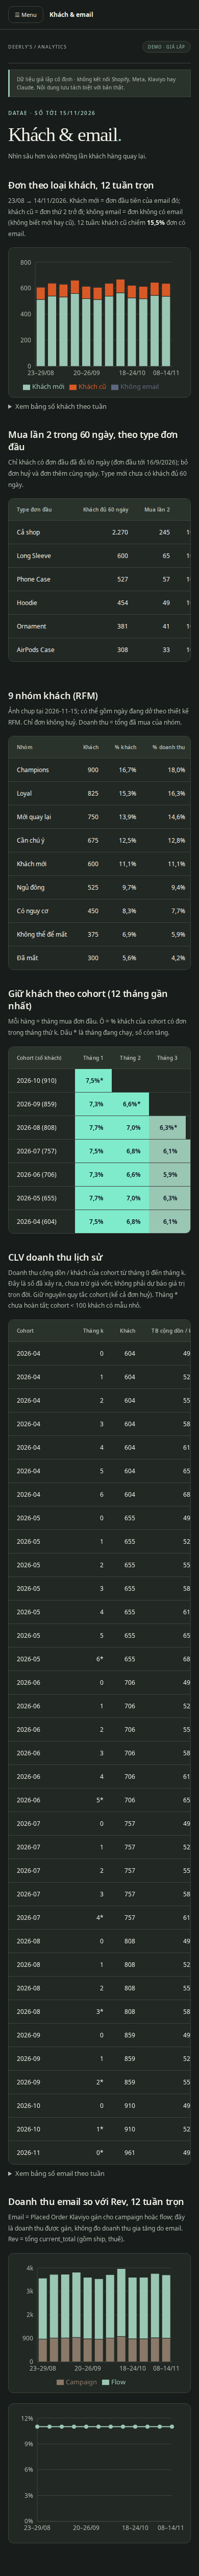 ☰ Menu Khách & email
DEERLY'S / ANALYTICS DEMO · GIẢ LẬP
Dữ liệu giả lập cố định · không kết nối Shopify, Meta, Klaviyo hay
Claude. Nội dung lưu tách biệt với bản thật.
DATAE · SỐ TỚI 15/11/2026
Khách & email.
Nhìn sâu hơn vào những lần khách hàng quay lại.
Đơn theo loại khách, 12 tuần trọn
23/08 → 14/11/2026. Khách mới = đơn đầu tiên của email đó;
khách cũ = đơn thứ 2 trở đi; không email = đơn không có email
(không biết mới hay cũ). 12 tuần: khách cũ chiếm 15,5% đơn có
email.
800
600
400
200
0
23–29/08 20–26/09 18–24/10 08–14/11
Khách mới Khách cũ Không email
▶ Xem bảng số khách theo tuần
Mua lần 2 trong 60 ngày, theo type đơn
đầu
Chỉ khách có đơn đầu đã đủ 60 ngày (đơn đầu tới 16/9/2026); bỏ
đơn huỷ và đơn thêm cùng ngày. Type mới chưa có khách đủ 60
ngày.
Type đơn đầu Khách đủ 60 ngày Mua lần 2
Cả shop 2.270 245
Long Sleeve 600 65
Phone Case 527 57
Hoodie 454 49
Ornament 381 41
AirPods Case 308 33
9 nhóm khách (RFM)
Ảnh chụp tại 2026-11-15; có thể gồm ngày đang dở theo thiết kế
RFM. Chỉ đơn không huỷ. Doanh thu = tổng đã mua của nhóm.
Nhóm Khách % khách % doanh thu
Champions 900 16,7% 18,0%
Loyal 825 15,3% 16,3%
Mới quay lại 750 13,9% 14,6%
Cần chú ý 675 12,5% 12,8%
Khách mới 600 11,1% 11,1%
Ngủ đông 525 9,7% 9,4%
Có nguy cơ 450 8,3% 7,7%
Không thể để mất 375 6,9% 5,9%
Đã mất 300 5,6% 4,2%
Giữ khách theo cohort (12 tháng gần
nhất)
Mỗi hàng = tháng mua đơn đầu. Ô = % khách của cohort có đơn
trong tháng thứ k. Dấu * là tháng đang chạy, số còn tăng.
Cohort (số khách) Tháng 1 Tháng 2 Tháng 3
2026-10 (910) 7,5%*
2026-09 (859) 7,3% 6,6%*
2026-08 (808) 7,7% 7,0% 6,3%*
2026-07 (757) 7,5% 6,8% 6,1%
2026-06 (706) 7,3% 6,6% 5,9%
2026-05 (655) 7,7% 7,0% 6,3%
2026-04 (604) 7,5% 6,8% 6,1%
CLV doanh thu lịch sử
Doanh thu cộng dồn / khách của cohort từ tháng 0 đến tháng k.
Đây là số đã xảy ra, chưa trừ giá vốn; không phải dự báo giá trị
trọn đời. Giữ nguyên quy tắc cohort (kể cả đơn huỷ). Tháng *
chưa hoàn tất; cohort < 100 khách có mẫu nhỏ.
Cohort Tháng k Khách TB cộng dồn /
2026-04 0 604 49
2026-04 1 604 52
2026-04 2 604 55
2026-04 3 604 58
2026-04 4 604 61
2026-04 5 604 65
2026-04 6 604 68
2026-05 0 655 49
2026-05 1 655 52
2026-05 2 655 55
2026-05 3 655 58
2026-05 4 655 61
2026-05 5 655 65
2026-05 6* 655 68
2026-06 0 706 49
2026-06 1 706 52
2026-06 2 706 55
2026-06 3 706 58
2026-06 4 706 61
2026-06 5* 706 65
2026-07 0 757 49
2026-07 1 757 52
2026-07 2 757 55
2026-07 3 757 58
2026-07 4* 757 61
2026-08 0 808 49
2026-08 1 808 52
2026-08 2 808 55
2026-08 3* 808 58
2026-09 0 859 49
2026-09 1 859 52
2026-09 2* 859 55
2026-10 0 910 49
2026-10 1* 910 52
2026-11 0* 961 49
▶ Xem bảng số email theo tuần
Doanh thu email so với Rev, 12 tuần trọn
Email = Placed Order Klaviyo gán cho campaign hoặc flow; đây
là doanh thu được gán, không đo doanh thu gia tăng do email.
Rev = tổng current_total (gồm ship, thuế).
4k
3k
2k
900
0
23–29/08 20–26/09 18–24/10 08–14/11
Campaign Flow
12%
9%
6%
3%
0%
23–29/08 20–26/09 18–24/10 08–14/11